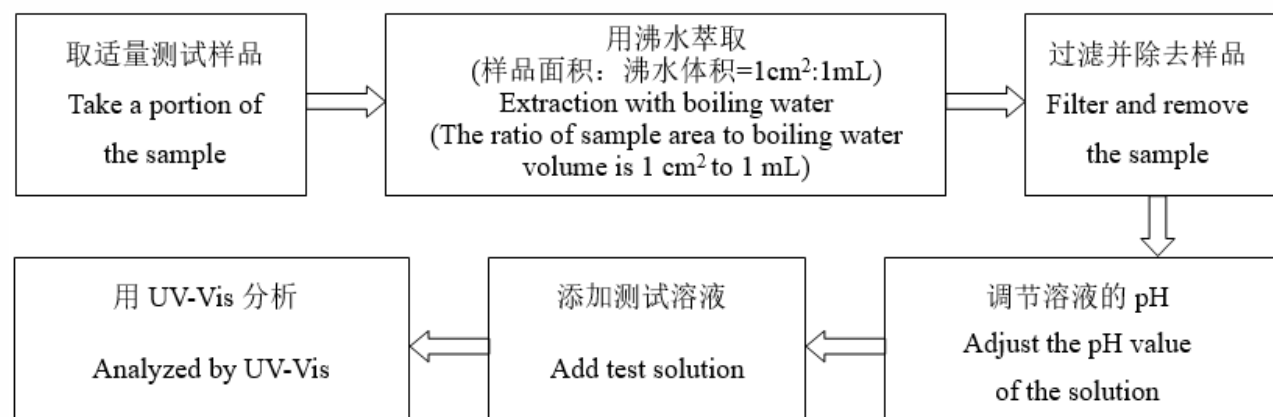 取适量测试样品
Take a portion of
the sample
用沸水萃取
(样品面积：沸水体积=1cm²:1mL)
Extraction with boiling water
(The ratio of sample area to boiling water
volume is 1 cm² to 1 mL)
过滤并除去样品
Filter and remove
the sample
调节溶液的 pH
Adjust the pH value
of the solution
添加测试溶液
Add test solution
用 UV-Vis 分析
Analyzed by UV-Vis